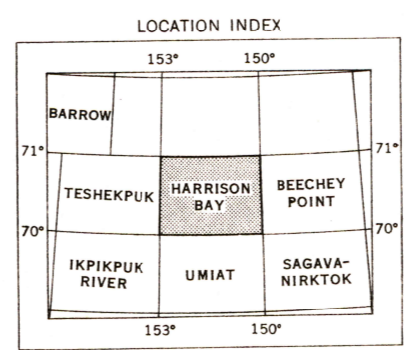 LOCATION INDEX
153° 150°
BARROW
71° 71°
TESHEKPUK HARRISON BAY BEECHEY POINT
70° 70°
IKPIKPUK RIVER UMIAT SAGAVA-NIRKTOK
153° 150°